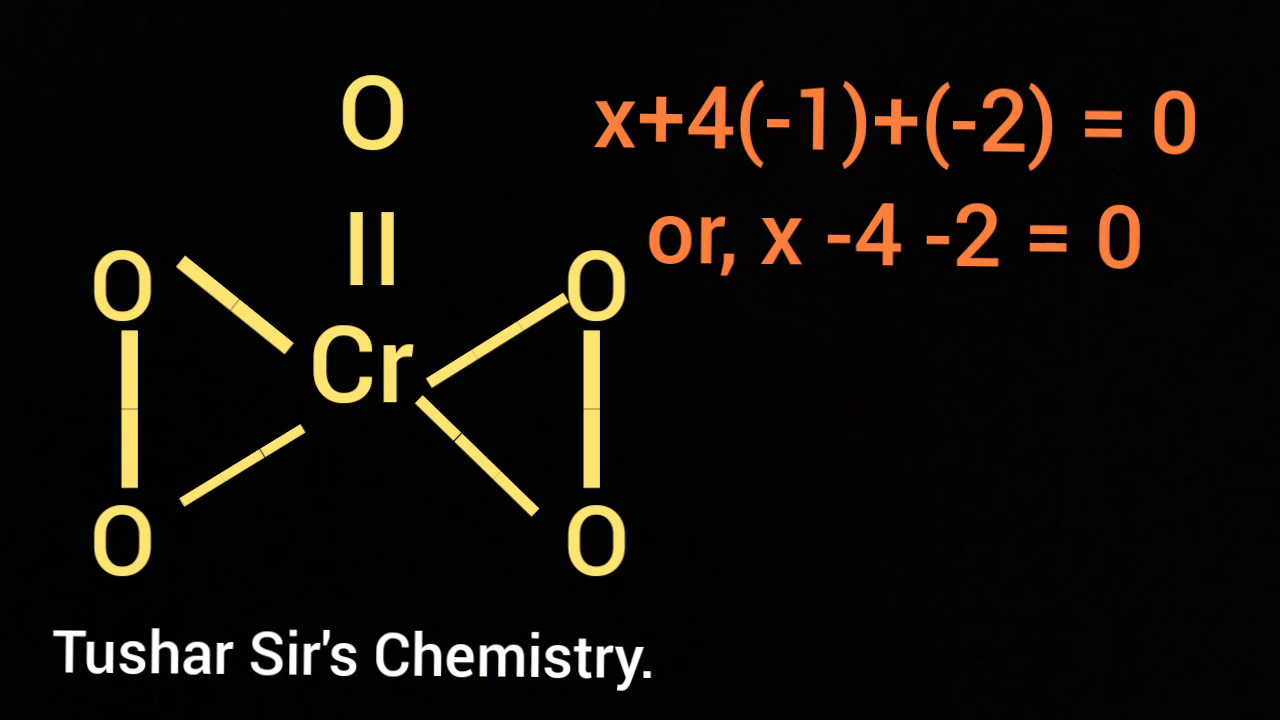 O
x+4(-1)+(-2) = 0
or, x -4 -2 = 0
O O
Cr
O O
Tushar Sir's Chemistry.